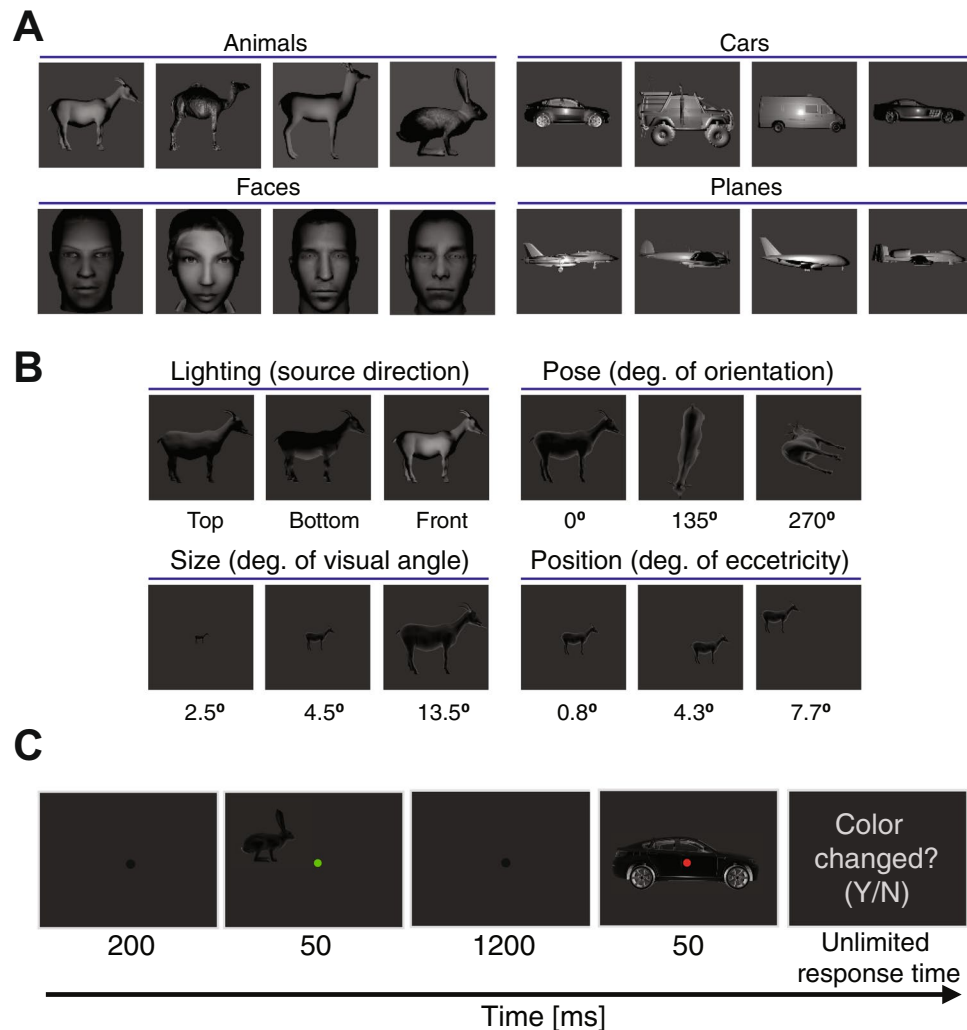 A
Animals
Cars
Faces
Planes
B
Lighting (source direction)
Pose (deg. of orientation)
Top Bottom Front
0º 135º 270º
Size (deg. of visual angle)
Position (deg. of eccetricity)
2.5º 4.5º 13.5º
0.8º 4.3º 7.7º
C
Color
changed?
(Y/N)
200 50 1200 50 Unlimited
response time
Time [ms]